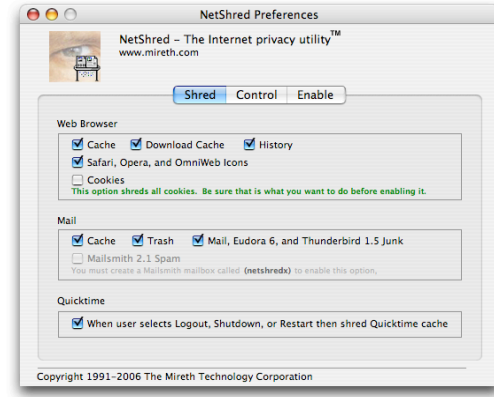 NetShred Preferences
NetShred – The Internet privacy utility™
www.mireth.com
Shred Control Enable
Web Browser
Cache Download Cache History
Safari, Opera, and OmniWeb Icons
Cookies
This option shreds all cookies. Be sure that is what you want to do before enabling it.
Mail
Cache Trash Mail, Eudora 6, and Thunderbird 1.5 Junk
Mailsmith 2.1 Spam
You must create a Mailsmith mailbox called (netshredx) to enable this option.
Quicktime
When user selects Logout, Shutdown, or Restart then shred Quicktime cache
Copyright 1991–2006 The Mireth Technology Corporation